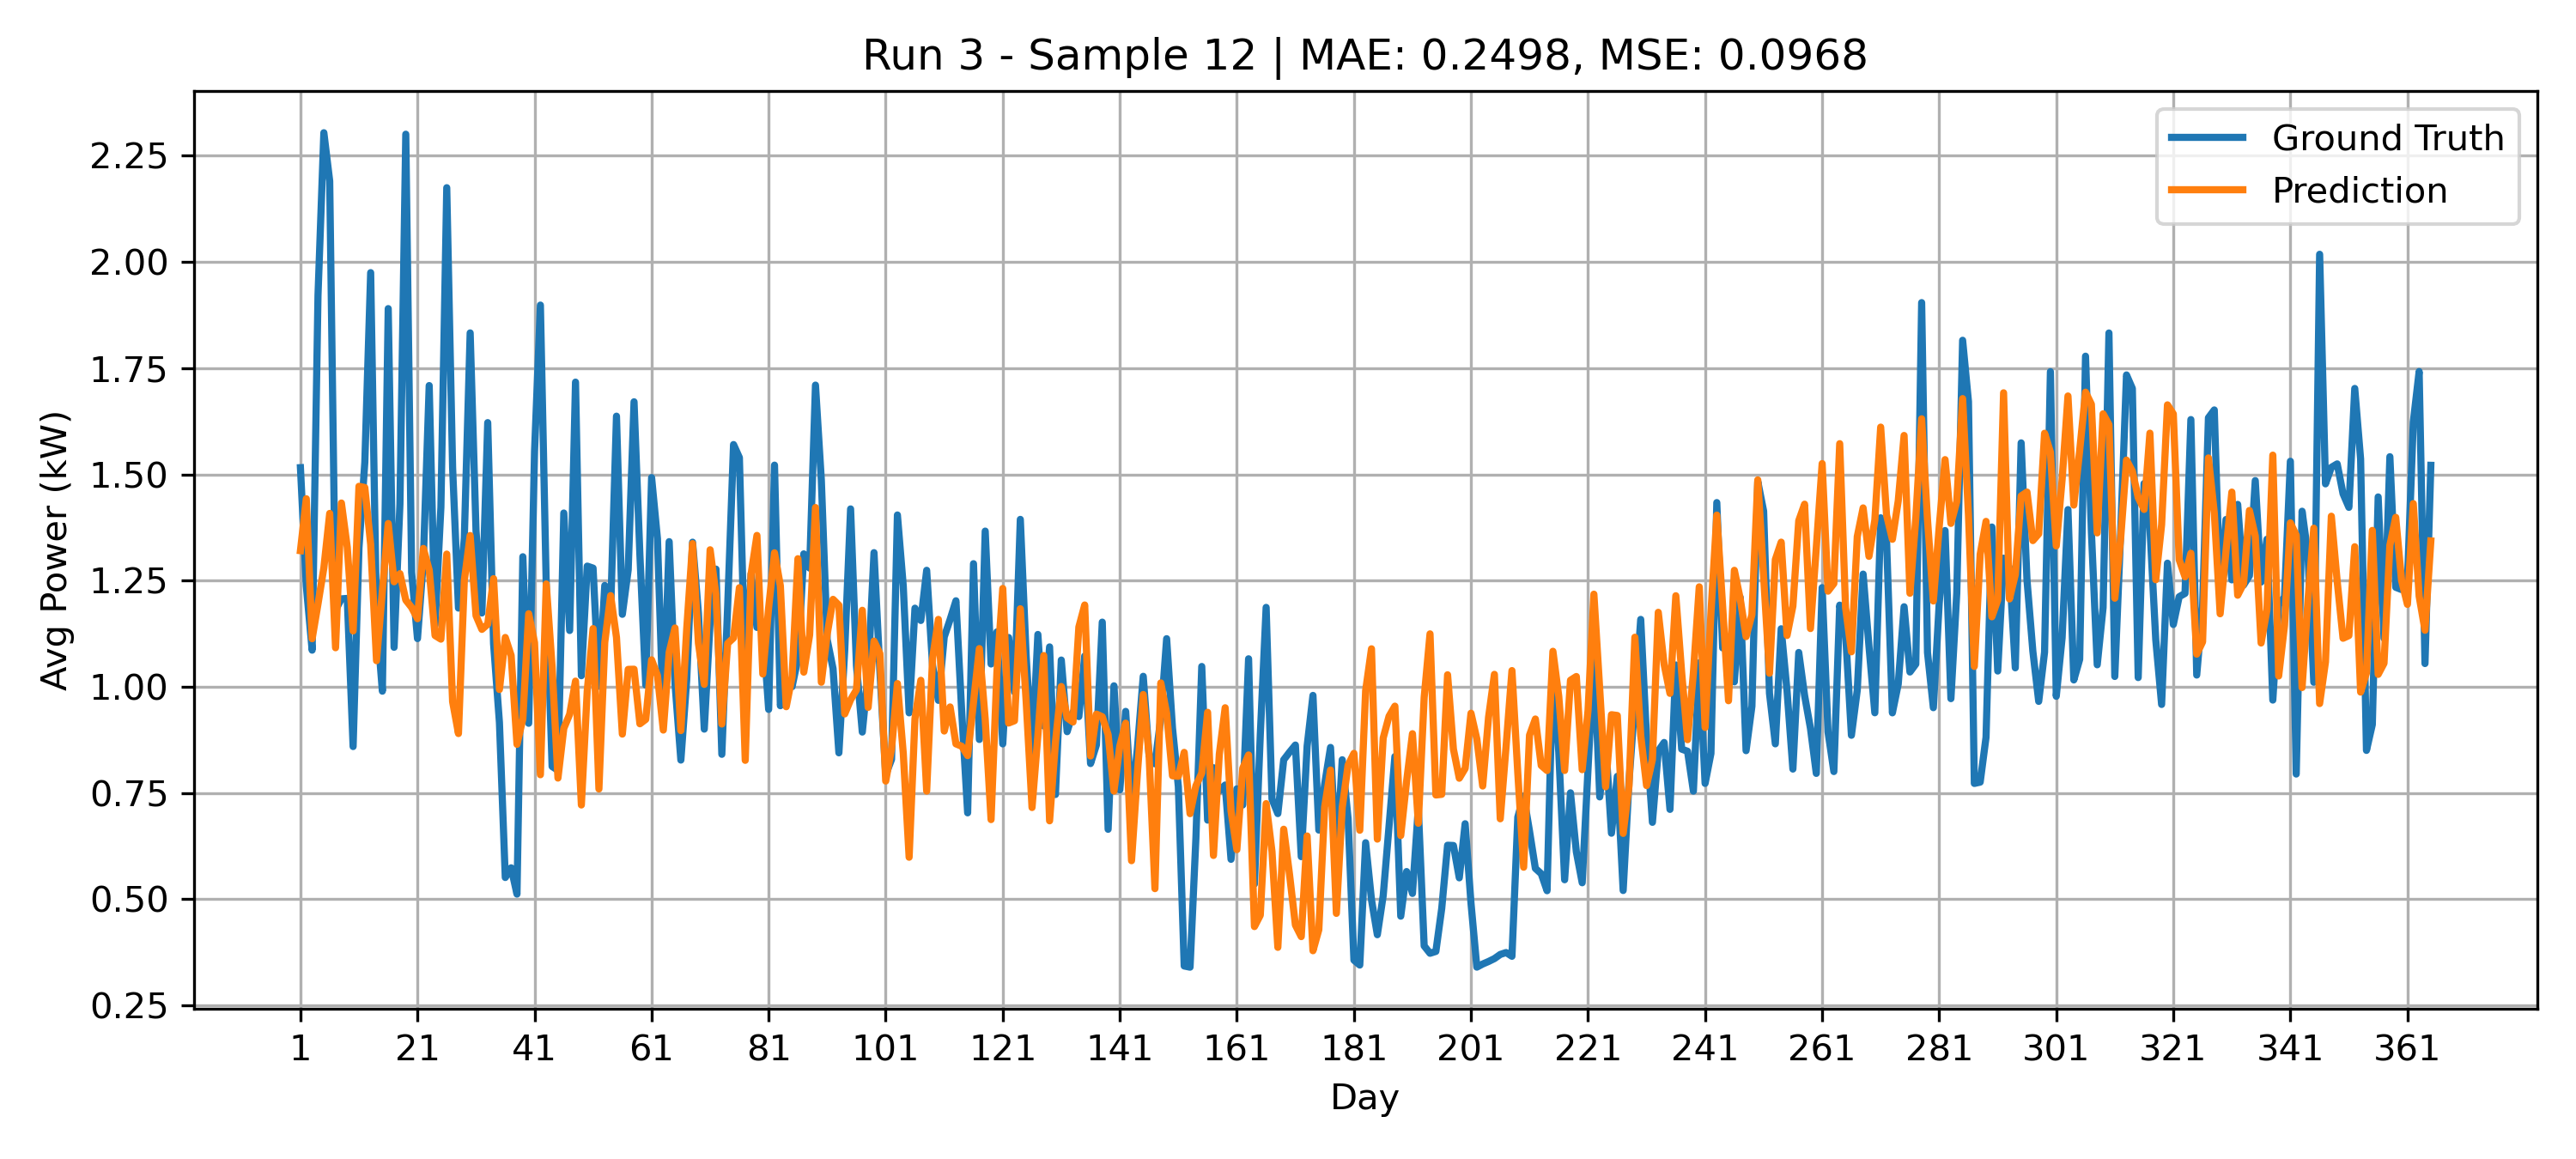 Run 3 - Sample 12 | MAE: 0.2498, MSE: 0.0968
Ground Truth
Prediction
Avg Power (kW)
2.25
2.00
1.75
1.50
1.25
1.00
0.75
0.50
0.25
1 21 41 61 81 101 121 141 161 181 201 221 241 261 281 301 321 341 361
Day